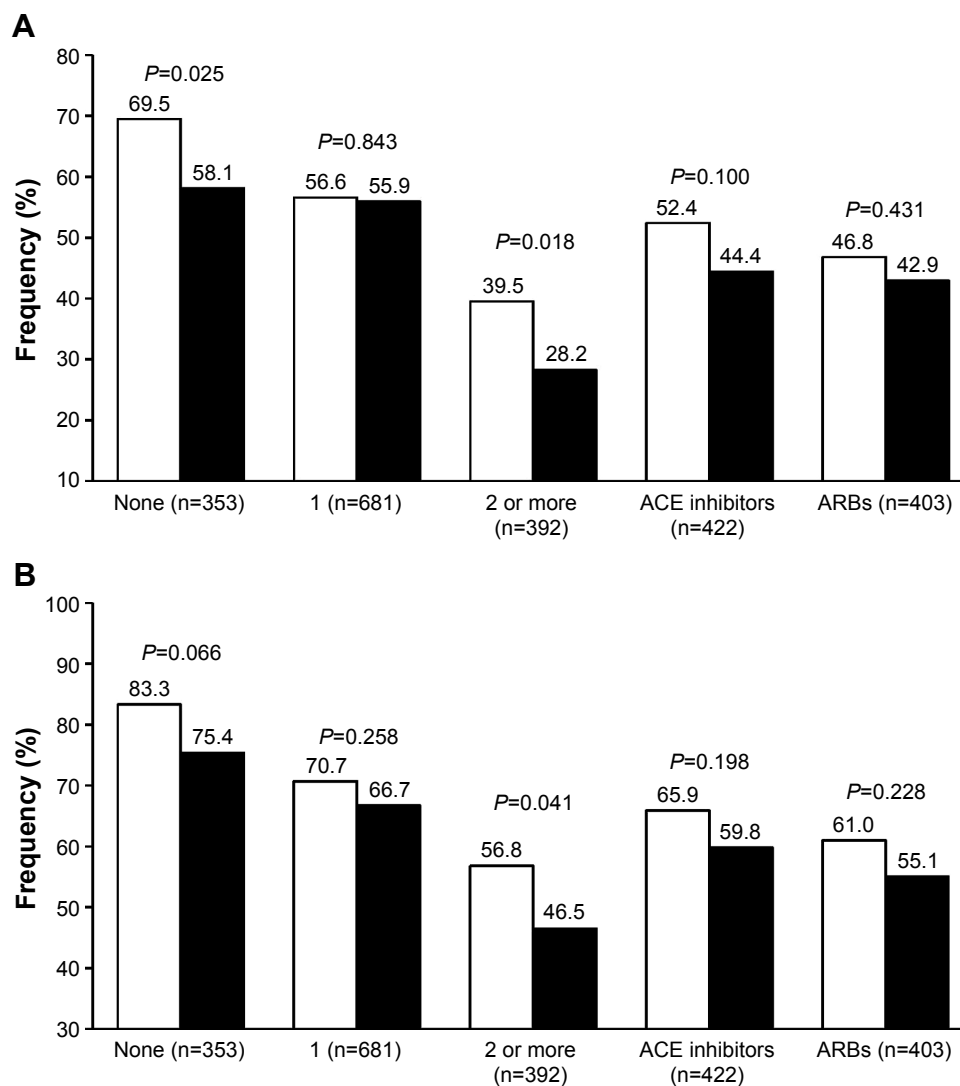 A
Frequency (%)
80
70
60
50
40
30
20
10
P=0.025
69.5
58.1
P=0.843
56.6 55.9
P=0.018
39.5
28.2
P=0.100
52.4
44.4
P=0.431
46.8
42.9
None (n=353)
1 (n=681)
2 or more
(n=392)
ACE inhibitors
(n=422)
ARBs (n=403)
B
Frequency (%)
100
90
80
70
60
50
40
30
P=0.066
83.3
75.4
P=0.258
70.7
66.7
P=0.041
56.8
46.5
P=0.198
65.9
59.8
P=0.228
61.0
55.1
None (n=353)
1 (n=681)
2 or more
(n=392)
ACE inhibitors
(n=422)
ARBs (n=403)